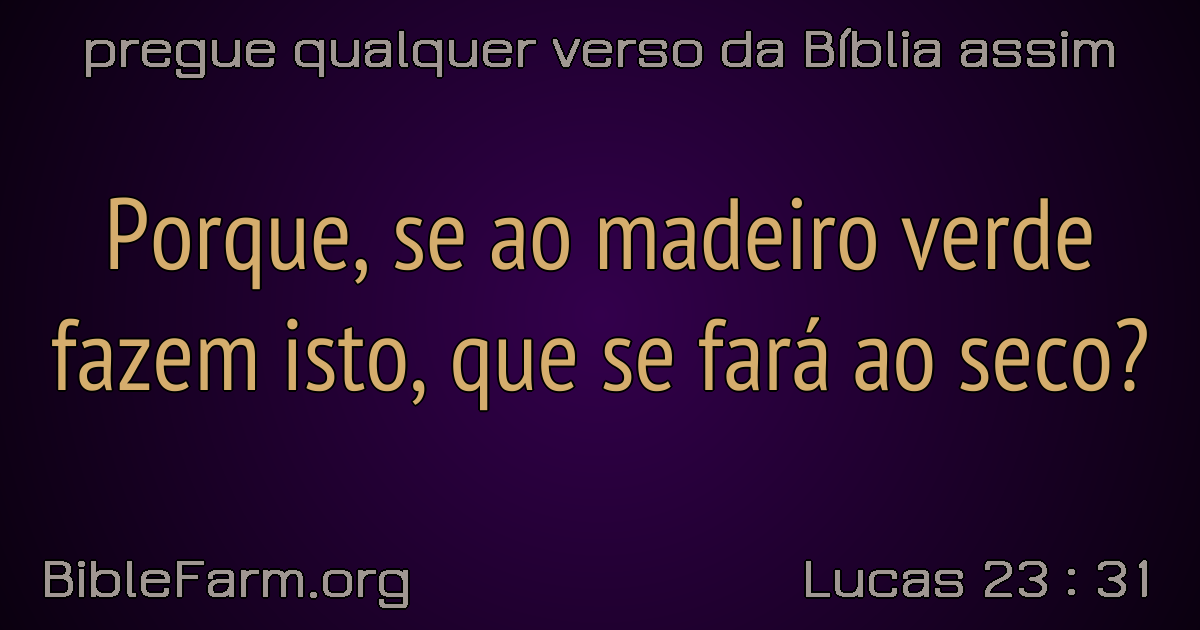 pregue qualquer verso da Bíblia assim
Porque, se ao madeiro verde
fazem isto, que se fará ao seco?
BibleFarm.org
Lucas 23 : 31